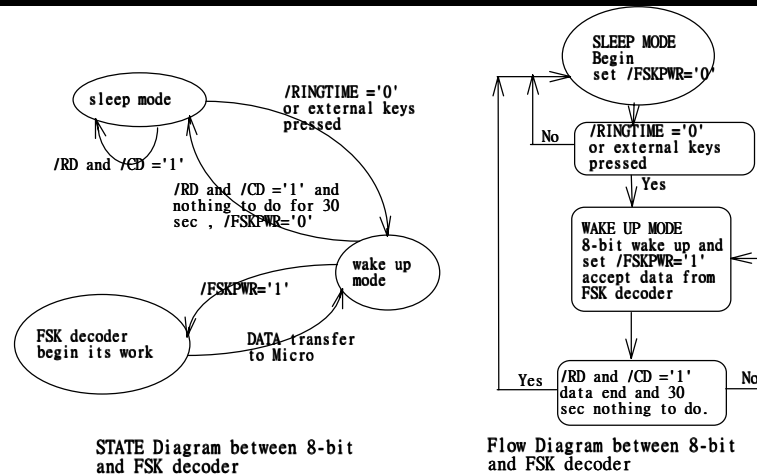 sleep mode
/RINGTIME ='0'
or external keys
pressed
/RD and /CD ='1'
/RD and /CD ='1' and
nothing to do for 30
sec , /FSKPWR='0'
wake up
mode
/FSKPWR='1'
FSK decoder
begin its work
DATA transfer
to Micro
STATE Diagram between 8-bit
and FSK decoder
SLEEP MODE
Begin
set /FSKPWR='0'
No
/RINGTIME ='0'
or external keys
pressed
Yes
WAKE UP MODE
8-bit wake up and
set /FSKPWR='1'
accept data from
FSK decoder
Yes
/RD and /CD ='1'
data end and 30
sec nothing to do.
No
Flow Diagram between 8-bit
and FSK decoder